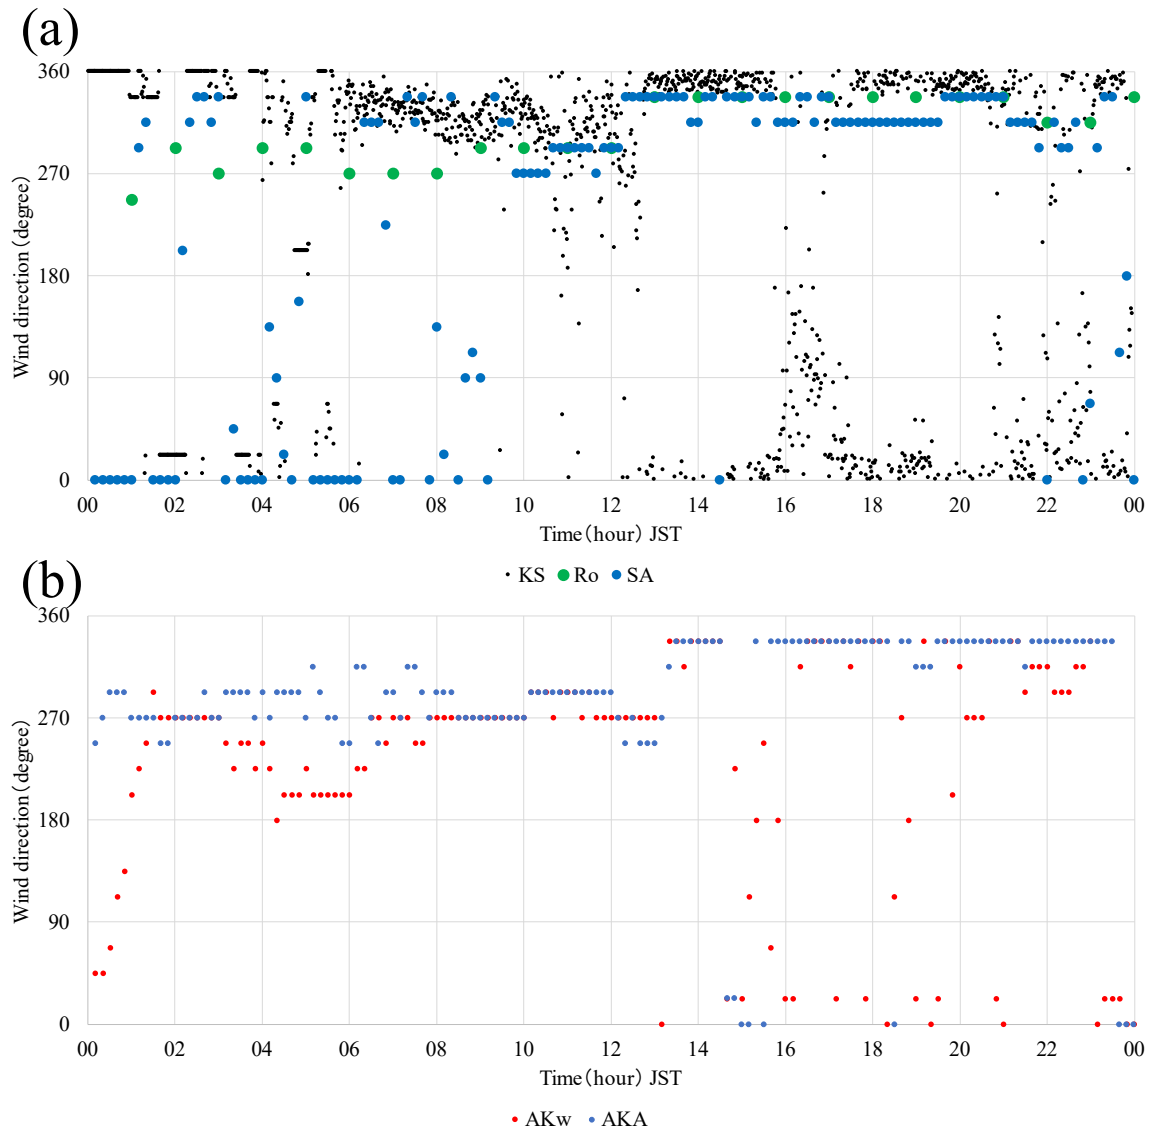 (a)
360
270
180
90
0
Wind direction (degree)
00 02 04 06 08 10 12 14 16 18 20 22 00
Time (hour) JST
KS Ro SA
(b)
360
270
180
90
0
Wind direction (degree)
00 02 04 06 08 10 12 14 16 18 20 22 00
Time (hour) JST
AKw AKA